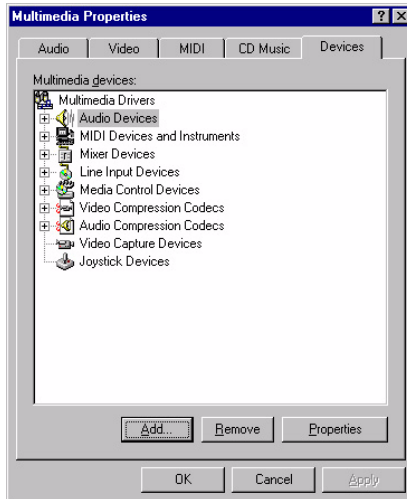 Multimedia Properties
Audio Video MIDI CD Music Devices
Multimedia devices:
Multimedia Drivers
Audio Devices
MIDI Devices and Instruments
Mixer Devices
Line Input Devices
Media Control Devices
Video Compression Codecs
Audio Compression Codecs
Video Capture Devices
Joystick Devices
Add... Remove Properties
OK Cancel Apply